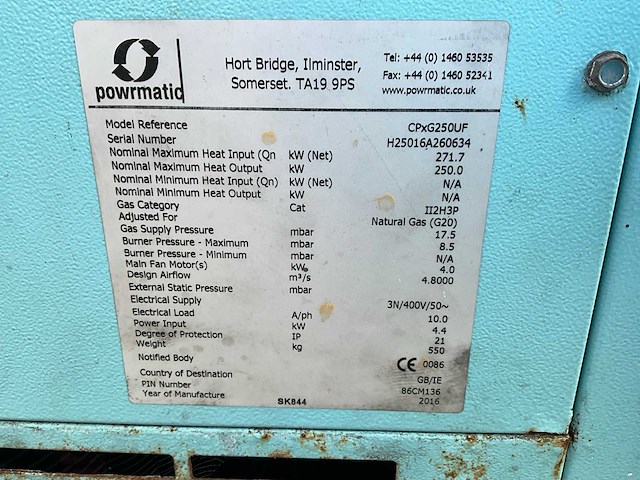 powrmatic
Hort Bridge, Ilminster,
Somerset. TA19 9PS
Tel: +44 (0) 1460 53535
Fax: +44 (0) 1460 52341
www.powrmatic.co.uk
Model Reference CPxG250UF
Serial Number H25016A260634
Nominal Maximum Heat Input (Qn kW (Net) 271.7
Nominal Maximum Heat Output kW 250.0
Nominal Minimum Heat Input (Qn) kW (Net) N/A
Nominal Minimum Heat Output kW N/A
Gas Category Cat II2H3P
Adjusted For Natural Gas (G20)
Gas Supply Pressure mbar 17.5
Burner Pressure - Maximum mbar 8.5
Burner Pressure - Minimum mbar N/A
Main Fan Motor(s) kW 4.0
Design Airflow m³/s 4.8000
External Static Pressure mbar
Electrical Supply 3N/400V/50~
Electrical Load A/ph 10.0
Power Input kW 4.4
Degree of Protection IP 21
Weight kg 550
Notified Body CE 0086
Country of Destination GB/IE
PIN Number 86CM136
Year of Manufacture 2016
SK844